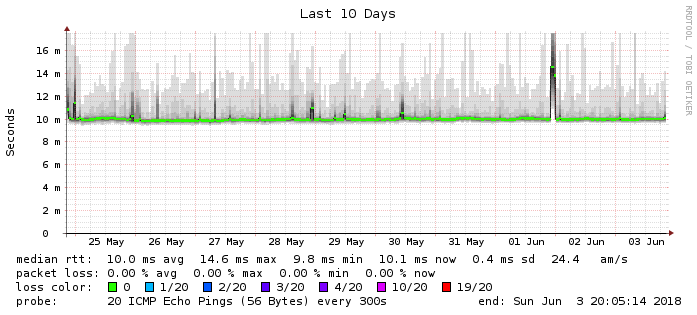 Last 10 Days
RRDTOOL / TOBI OETIKER
Seconds
16 m
14 m
12 m
10 m
8 m
6 m
4 m
2 m
0
25 May 26 May 27 May 28 May 29 May 30 May 31 May 01 Jun 02 Jun 03 Jun
median rtt: 10.0 ms avg 14.6 ms max 9.8 ms min 10.1 ms now 0.4 ms sd 24.4 am/s
packet loss: 0.00 % avg 0.00 % max 0.00 % min 0.00 % now
loss color: 0 1/20 2/20 3/20 4/20 10/20 19/20
probe: 20 ICMP Echo Pings (56 Bytes) every 300s end: Sun Jun 3 20:05:14 2018